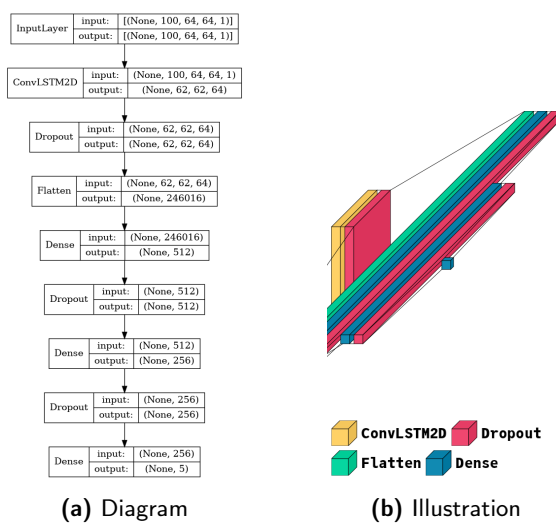 InputLayer input: [(None, 100, 64, 64, 1)]
output: [(None, 100, 64, 64, 1)]
ConvLSTM2D input: (None, 100, 64, 64, 1)
output: (None, 62, 62, 64)
Dropout input: (None, 62, 62, 64)
output: (None, 62, 62, 64)
Flatten input: (None, 62, 62, 64)
output: (None, 246016)
Dense input: (None, 246016)
output: (None, 512)
Dropout input: (None, 512)
output: (None, 512)
Dense input: (None, 512)
output: (None, 256)
Dropout input: (None, 256)
output: (None, 256)
Dense input: (None, 256)
output: (None, 5)
(a) Diagram
ConvLSTM2D Dropout
Flatten Dense
(b) Illustration